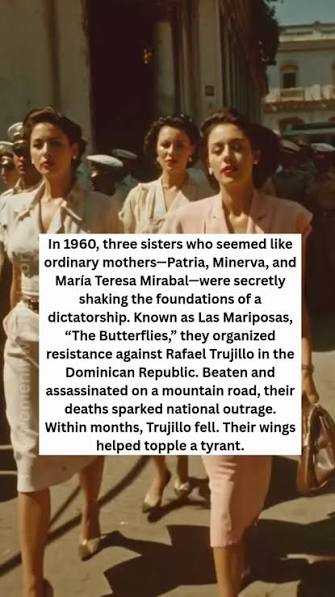 In 1960, three sisters who seemed like
ordinary mothers—Patria, Minerva, and
María Teresa Mirabal—were secretly
shaking the foundations of a
dictatorship. Known as Las Mariposas,
“The Butterflies,” they organized
resistance against Rafael Trujillo in the
Dominican Republic. Beaten and
assassinated on a mountain road, their
deaths sparked national outrage.
Within months, Trujillo fell. Their wings
helped topple a tyrant.